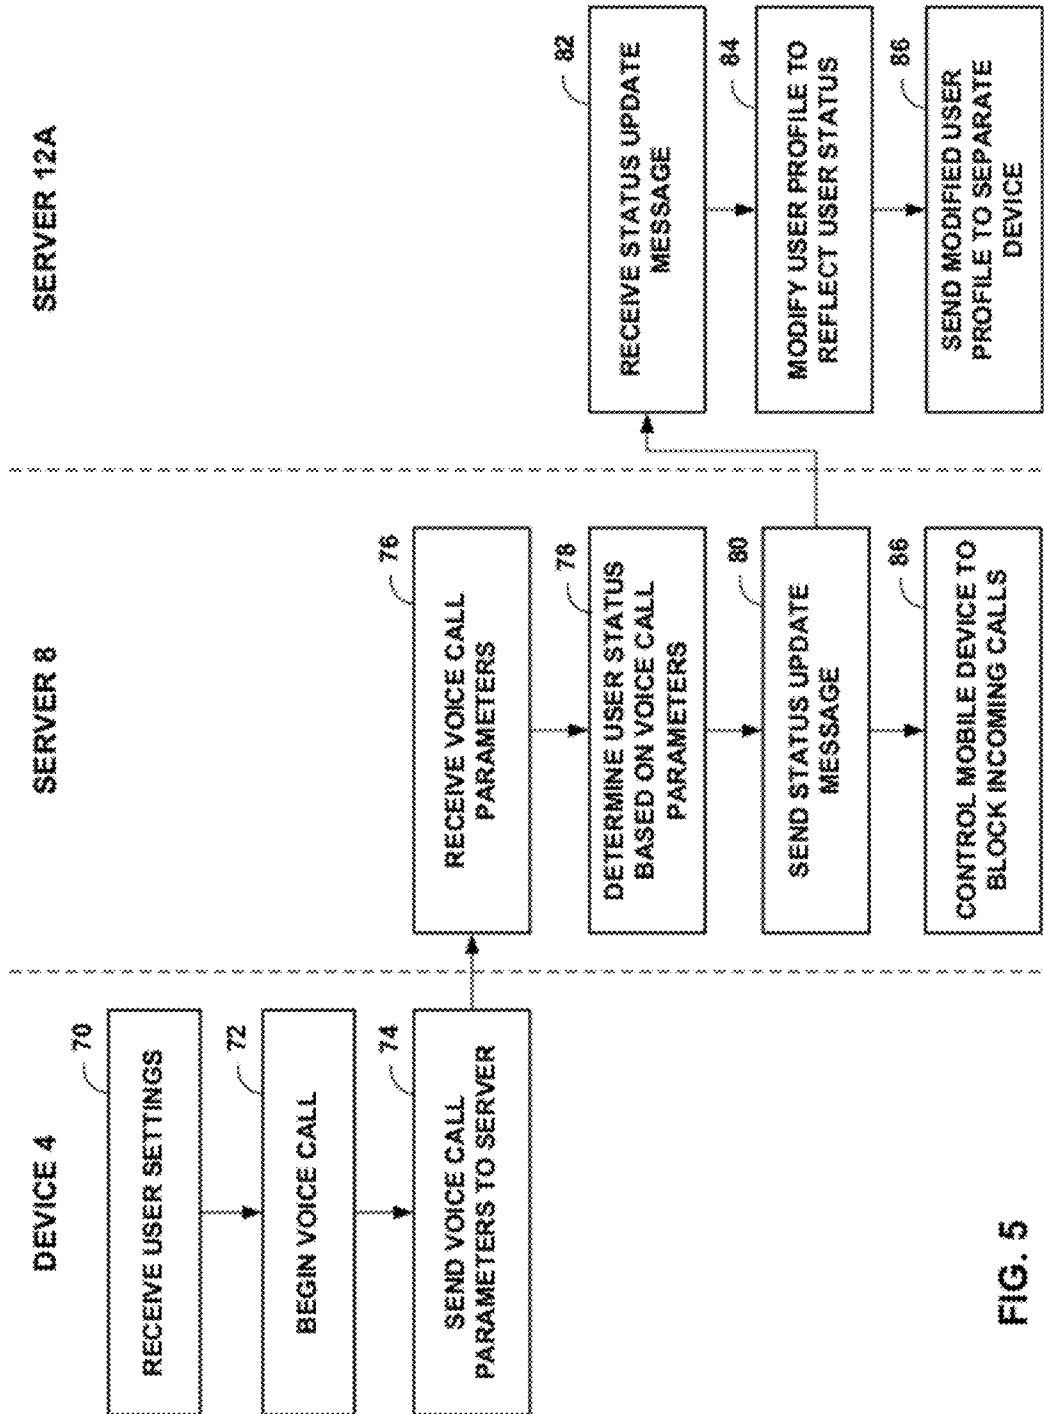 DEVICE 4
SERVER 8
SERVER 12A
70
RECEIVE USER SETTINGS
72
BEGIN VOICE CALL
74
SEND VOICE CALL
PARAMETERS TO SERVER
76
RECEIVE VOICE CALL
PARAMETERS
78
DETERMINE USER STATUS
BASED ON VOICE CALL
PARAMETERS
80
SEND STATUS UPDATE
MESSAGE
86
CONTROL MOBILE DEVICE TO
BLOCK INCOMING CALLS
82
RECEIVE STATUS UPDATE
MESSAGE
84
MODIFY USER PROFILE TO
REFLECT USER STATUS
86
SEND MODIFIED USER
PROFILE TO SEPARATE
DEVICE
FIG. 5